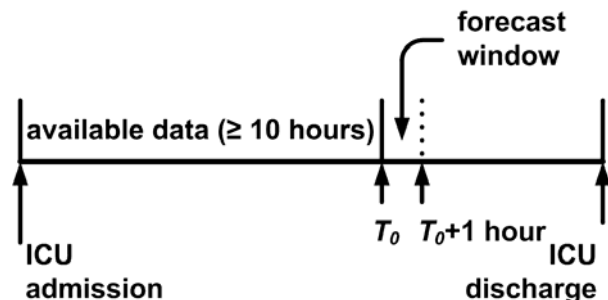 forecast
window
available data (≥ 10 hours)
T₀ T₀+1 hour
ICU
admission
ICU
discharge